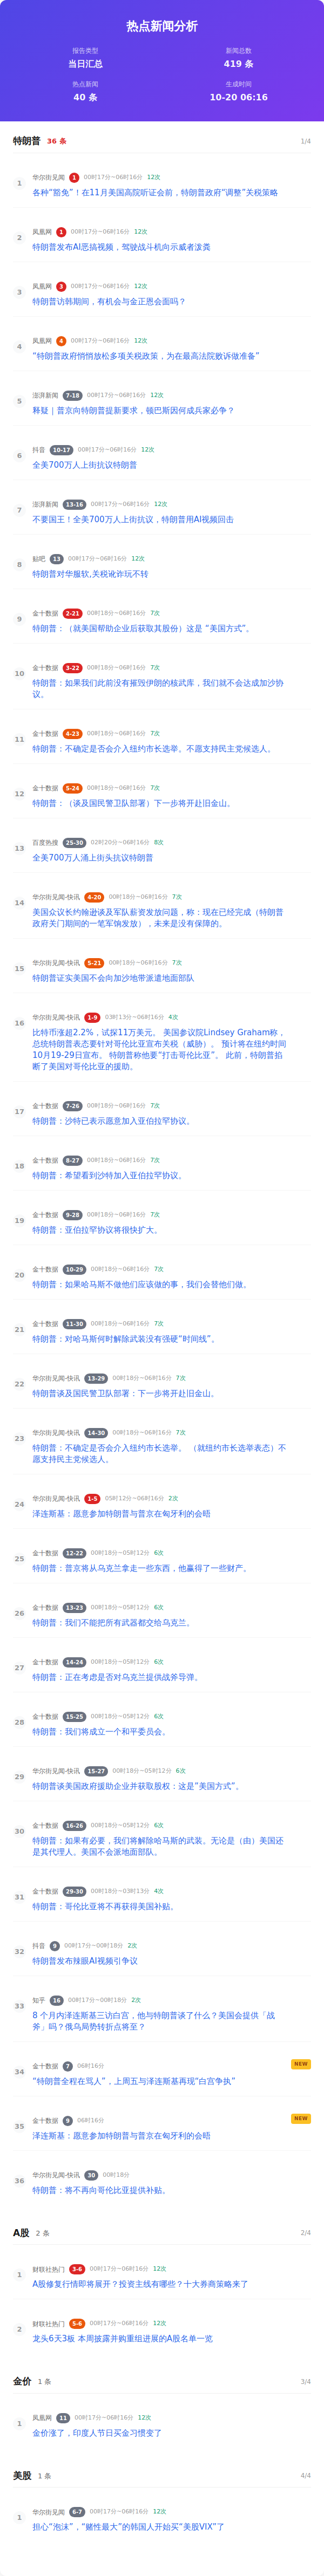 热点新闻分析
报告类型
当日汇总
新闻总数
419 条
热点新闻
40 条
生成时间
10-20 06:16
特朗普 36 条 1/4
1
华尔街见闻 1 00时17分~06时16分 12次
各种“豁免”！在11月美国高院听证会前，特朗普政府“调整”关税策略
2
凤凰网 1 00时17分~06时16分 12次
特朗普发布AI恶搞视频，驾驶战斗机向示威者泼粪
3
凤凰网 3 00时17分~06时16分 12次
特朗普访韩期间，有机会与金正恩会面吗？
4
凤凰网 4 00时17分~06时16分 12次
“特朗普政府悄悄放松多项关税政策，为在最高法院败诉做准备”
5
澎湃新闻 7-18 00时17分~06时16分 12次
释疑｜普京向特朗普提新要求，顿巴斯因何成兵家必争？
6
抖音 10-17 00时17分~06时16分 12次
全美700万人上街抗议特朗普
7
澎湃新闻 13-16 00时17分~06时16分 12次
不要国王！全美700万人上街抗议，特朗普用AI视频回击
8
贴吧 13 00时17分~06时16分 12次
特朗普对华服软,关税讹诈玩不转
9
金十数据 2-21 00时18分~06时16分 7次
特朗普：（就美国帮助企业后获取其股份）这是 “美国方式”。
10
金十数据 3-22 00时18分~06时16分 7次
特朗普：如果我们此前没有摧毁伊朗的核武库，我们就不会达成加沙协
议。
11
金十数据 4-23 00时18分~06时16分 7次
特朗普：不确定是否会介入纽约市长选举。不愿支持民主党候选人。
12
金十数据 5-24 00时18分~06时16分 7次
特朗普：（谈及国民警卫队部署）下一步将开赴旧金山。
13
百度热搜 25-30 02时20分~06时16分 8次
全美700万人涌上街头抗议特朗普
14
华尔街见闻-快讯 4-20 00时18分~06时16分 7次
美国众议长约翰逊谈及军队薪资发放问题，称：现在已经完成（特朗普
政府关门期间的一笔军饷发放），未来是没有保障的。
15
华尔街见闻-快讯 5-21 00时18分~06时16分 7次
特朗普证实美国不会向加沙地带派遣地面部队
16
华尔街见闻-快讯 1-9 03时13分~06时16分 4次
比特币涨超2.2%，试探11万美元。 美国参议院Lindsey Graham称，
总统特朗普表态要针对哥伦比亚宣布关税（威胁）。 预计将在纽约时间
10月19-29日宣布。 特朗普称他要“打击哥伦比亚”。 此前，特朗普掐
断了美国对哥伦比亚的援助。
17
金十数据 7-26 00时18分~06时16分 7次
特朗普：沙特已表示愿意加入亚伯拉罕协议。
18
金十数据 8-27 00时18分~06时16分 7次
特朗普：希望看到沙特加入亚伯拉罕协议。
19
金十数据 9-28 00时18分~06时16分 7次
特朗普：亚伯拉罕协议将很快扩大。
20
金十数据 10-29 00时18分~06时16分 7次
特朗普：如果哈马斯不做他们应该做的事，我们会替他们做。
21
金十数据 11-30 00时18分~06时16分 7次
特朗普：对哈马斯何时解除武装没有强硬“时间线”。
22
华尔街见闻-快讯 13-29 00时18分~06时16分 7次
特朗普谈及国民警卫队部署：下一步将开赴旧金山。
23
华尔街见闻-快讯 14-30 00时18分~06时16分 7次
特朗普：不确定是否会介入纽约市长选举。 （就纽约市长选举表态）不
愿支持民主党候选人。
24
华尔街见闻-快讯 1-5 05时12分~06时16分 2次
泽连斯基：愿意参加特朗普与普京在匈牙利的会晤
25
金十数据 12-22 00时18分~05时12分 6次
特朗普：普京将从乌克兰拿走一些东西，他赢得了一些财产。
26
金十数据 13-23 00时18分~05时12分 6次
特朗普：我们不能把所有武器都交给乌克兰。
27
金十数据 14-24 00时18分~05时12分 6次
特朗普：正在考虑是否对乌克兰提供战斧导弹。
28
金十数据 15-25 00时18分~05时12分 6次
特朗普：我们将成立一个和平委员会。
29
华尔街见闻-快讯 15-27 00时18分~05时12分 6次
特朗普谈美国政府援助企业并获取股权：这是“美国方式”。
30
金十数据 16-26 00时18分~05时12分 6次
特朗普：如果有必要，我们将解除哈马斯的武装。无论是（由）美国还
是其代理人。美国不会派地面部队。
31
金十数据 29-30 00时18分~03时13分 4次
特朗普：哥伦比亚将不再获得美国补贴。
32
抖音 9 00时17分~00时18分 2次
特朗普发布辣眼AI视频引争议
33
知乎 16 00时17分~00时18分 2次
8 个月内泽连斯基三访白宫，他与特朗普谈了什么？美国会提供「战
斧」吗？俄乌局势转折点将至？
34
金十数据 7 06时16分 NEW
“特朗普全程在骂人”，上周五与泽连斯基再现“白宫争执”
35
金十数据 9 06时16分 NEW
泽连斯基：愿意参加特朗普与普京在匈牙利的会晤
36
华尔街见闻-快讯 30 00时18分
特朗普：将不再向哥伦比亚提供补贴。
A股 2 条 2/4
1
财联社热门 3-6 00时17分~06时16分 12次
A股修复行情即将展开？投资主线有哪些？十大券商策略来了
2
财联社热门 5-6 00时17分~06时16分 12次
龙头6天3板 本周披露并购重组进展的A股名单一览
金价 1 条 3/4
1
凤凰网 11 00时17分~06时16分 12次
金价涨了，印度人节日买金习惯变了
美股 1 条 4/4
1
华尔街见闻 6-7 00时17分~06时16分 12次
担心“泡沫”，“赌性最大”的韩国人开始买“美股VIX”了